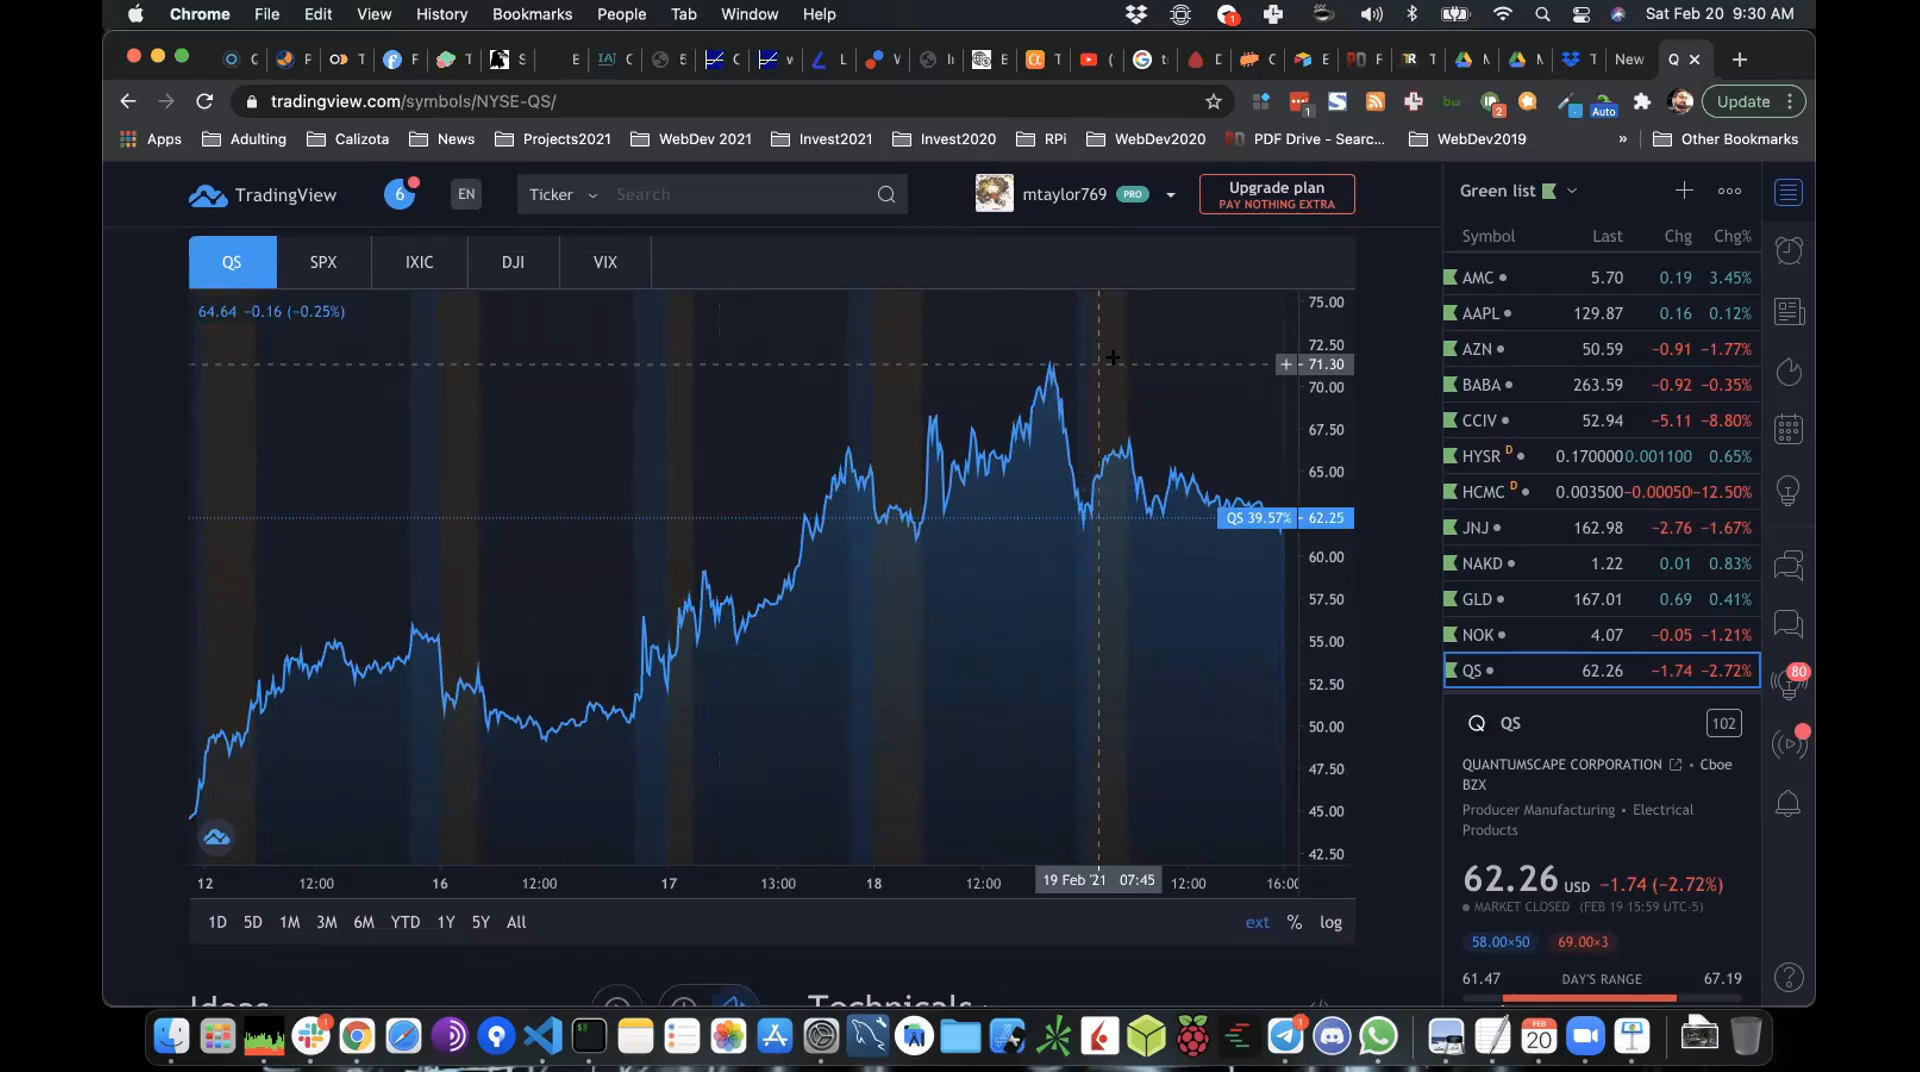 Chrome File Edit View History Bookmarks People Tab Window Help Sat Feb 20 9:30 AM
New Q
tradingview.com/symbols/NYSE-QS/ Update
Apps Adulting Calizota News Projects2021 WebDev 2021 Invest2021 Invest2020 RPi WebDev2020 PDF Drive - Searc... WebDev2019 » Other Bookmarks
TradingView 6 EN Ticker Search mtaylor769 PRO Upgrade plan
PAY NOTHING EXTRA
QS SPX IXIC DJI VIX
64.64 −0.16 (−0.25%)
75.00
72.50
71.30
70.00
67.50
65.00
QS 39.57% 62.25
60.00
57.50
55.00
52.50
50.00
47.50
45.00
42.50
12 12:00 16 12:00 17 13:00 18 12:00 19 Feb '21 07:45 12:00 16:00
1D 5D 1M 3M 6M YTD 1Y 5Y All ext % log
Ideas Technicals
Green list
Symbol Last Chg Chg%
AMC 5.70 0.19 3.45%
AAPL 129.87 0.16 0.12%
AZN 50.59 −0.91 −1.77%
BABA 263.59 −0.92 −0.35%
CCIV 52.94 −5.11 −8.80%
HYSR D 0.170000 0.001100 0.65%
HCMC D 0.003500 −0.00050 −12.50%
JNJ 162.98 −2.76 −1.67%
NAKD 1.22 0.01 0.83%
GLD 167.01 0.69 0.41%
NOK 4.07 −0.05 −1.21%
QS 62.26 −1.74 −2.72%
80
Q QS 102
QUANTUMSCAPE CORPORATION • Cboe
BZX
Producer Manufacturing • Electrical
Products
62.26 USD −1.74 (−2.72%)
MARKET CLOSED (FEB 19 15:59 UTC-5)
58.00×50 69.00×3
61.47 DAY'S RANGE 67.19
FEB
20